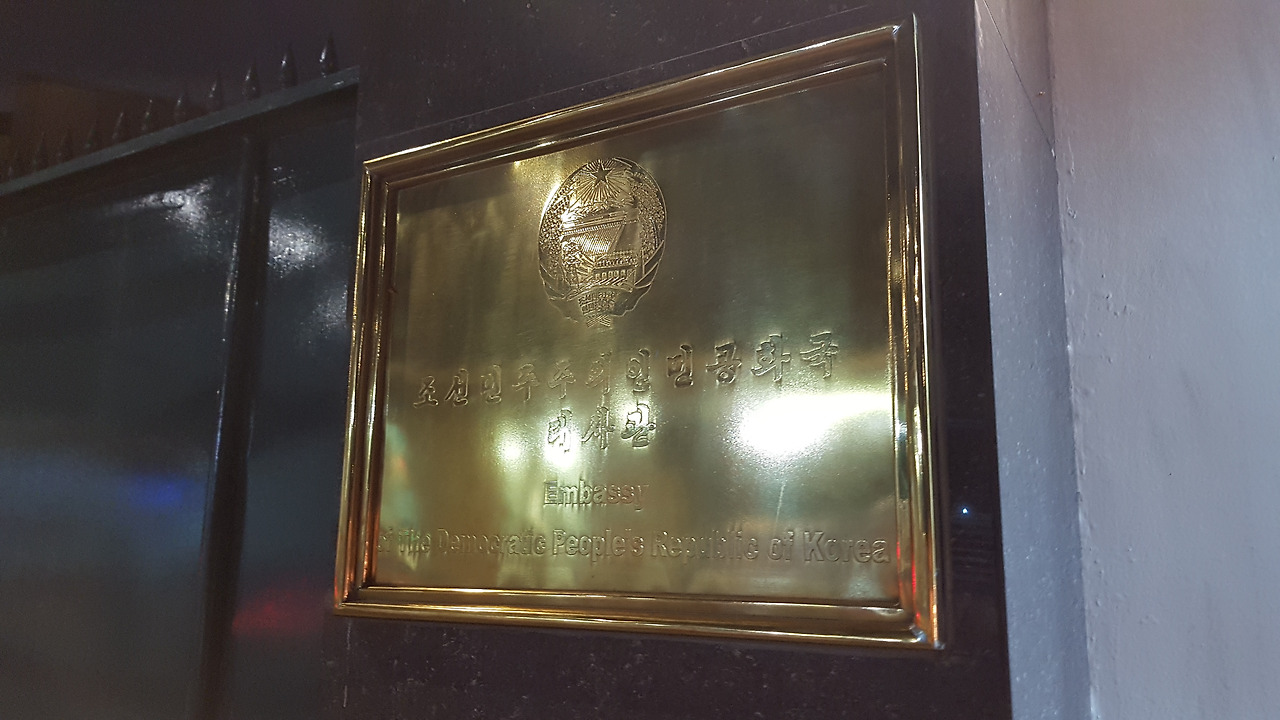 조선민주주의인민공화국
대사관
Embassy
of the Democratic People's Republic of Korea